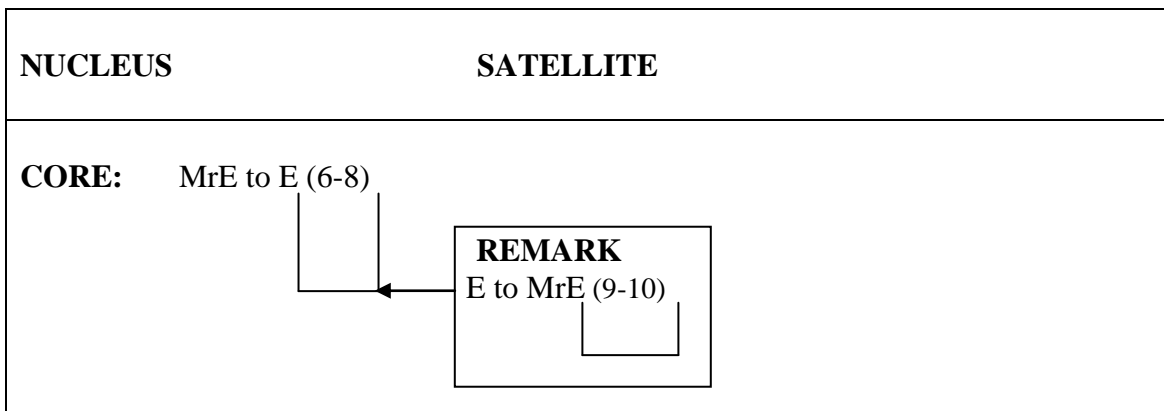 NUCLEUS SATELLITE
CORE: MrE to E (6-8)
REMARK
E to MrE (9-10)